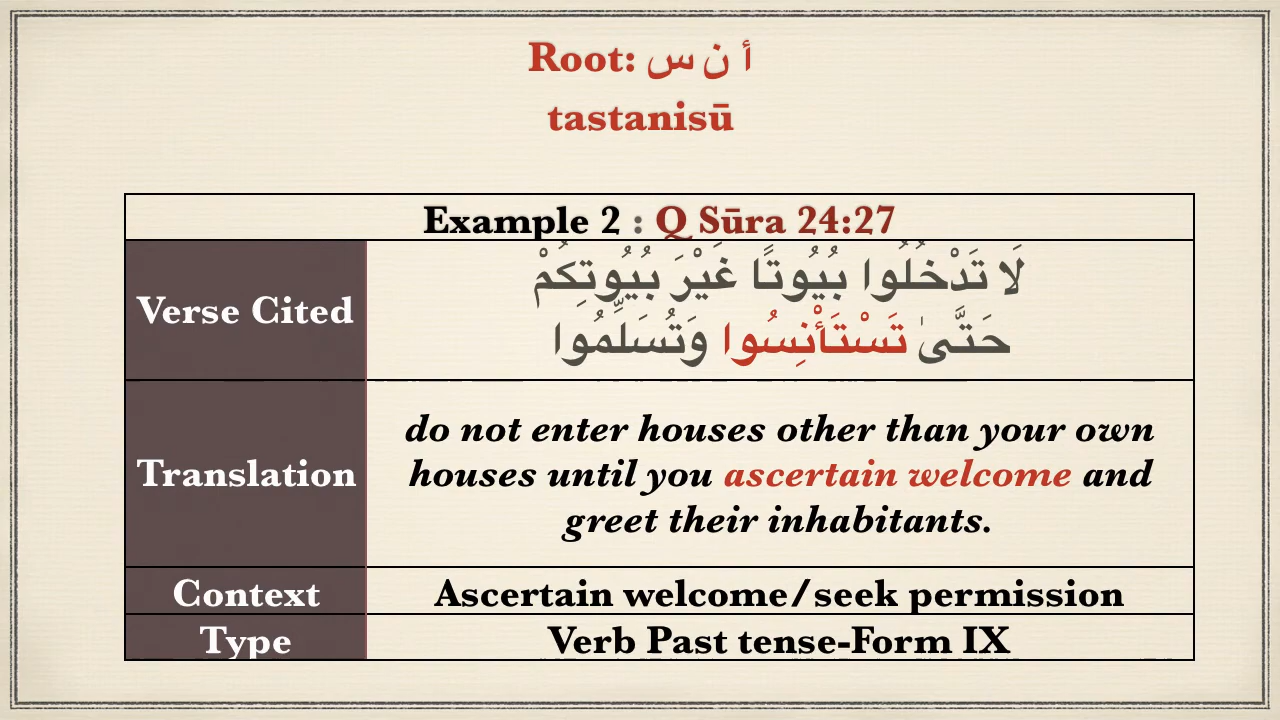 Root: أ ن س
tastanisū
Example 2 : Q Sūra 24:27
Verse Cited
لَا تَدْخُلُوا بُيُوتًا غَيْرَ بُيُوتِكُمْ
حَتَّىٰ تَسْتَأْنِسُوا وَتُسَلِّمُوا
Translation
do not enter houses other than your own
houses until you ascertain welcome and
greet their inhabitants.
Context
Ascertain welcome/seek permission
Type
Verb Past tense-Form IX